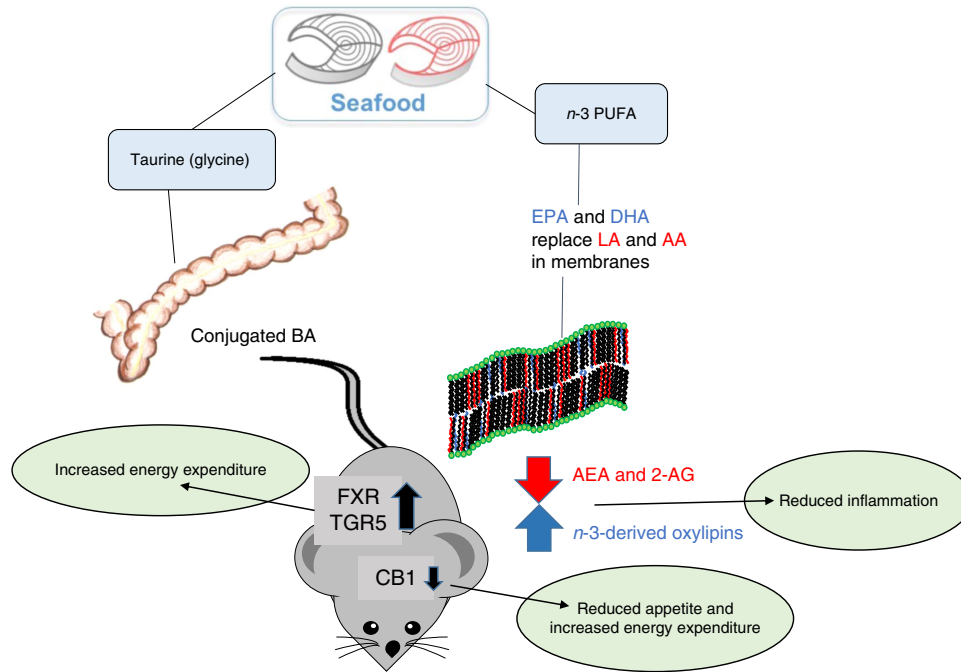 Seafood
n-3 PUFA
Taurine (glycine)
EPA and DHA
replace LA and AA
in membranes
Conjugated BA
Increased energy expenditure
FXR
TGR5
AEA and 2-AG
n-3-derived oxylipins
Reduced inflammation
CB1
Reduced appetite and
increased energy expenditure